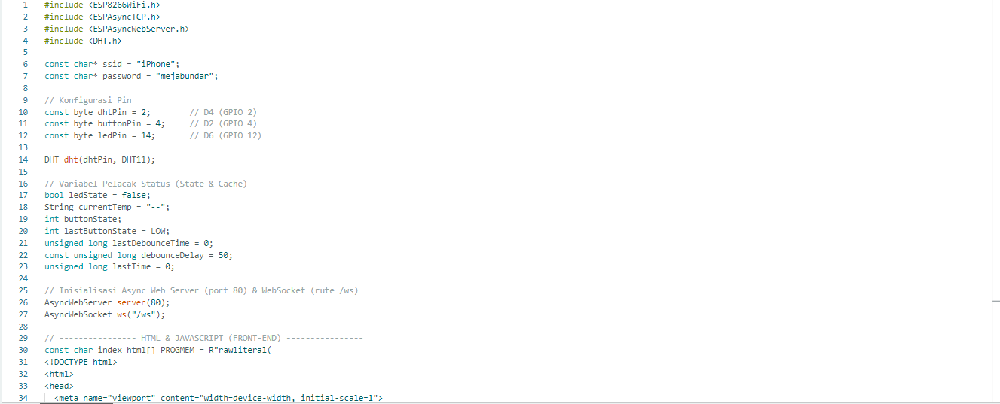 1 #include <ESP8266WiFi.h>
2 #include <ESPAsyncTCP.h>
3 #include <ESPAsyncWebServer.h>
4 #include <DHT.h>
5
6 const char* ssid = "iPhone";
7 const char* password = "mejabundar";
8
9 // Konfigurasi Pin
10 const byte dhtPin = 2;        // D4 (GPIO 2)
11 const byte buttonPin = 4;     // D2 (GPIO 4)
12 const byte ledPin = 14;       // D6 (GPIO 12)
13
14 DHT dht(dhtPin, DHT11);
15
16 // Variabel Pelacak Status (State & Cache)
17 bool ledState = false;
18 String currentTemp = "--";
19 int buttonState;
20 int lastButtonState = LOW;
21 unsigned long lastDebounceTime = 0;
22 const unsigned long debounceDelay = 50;
23 unsigned long lastTime = 0;
24
25 // Inisialisasi Async Web Server (port 80) & WebSocket (rute /ws)
26 AsyncWebServer server(80);
27 AsyncWebSocket ws("/ws");
28
29 // ---------------- HTML & JAVASCRIPT (FRONT-END) ----------------
30 const char index_html[] PROGMEM = R"rawliteral(
31 <!DOCTYPE html>
32 <html>
33 <head>
34   <meta name="viewport" content="width=device-width, initial-scale=1">